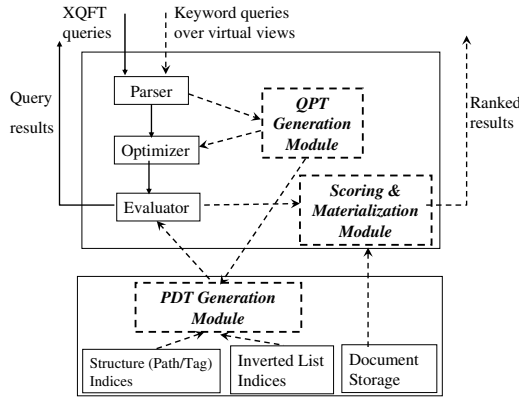 XQFT
queries
Keyword queries
over virtual views
Query
results
Parser
QPT
Generation
Module
Ranked
results
Optimizer
Evaluator
Scoring &
Materialization
Module
PDT Generation
Module
Structure (Path/Tag)
Indices
Inverted List
Indices
Document
Storage